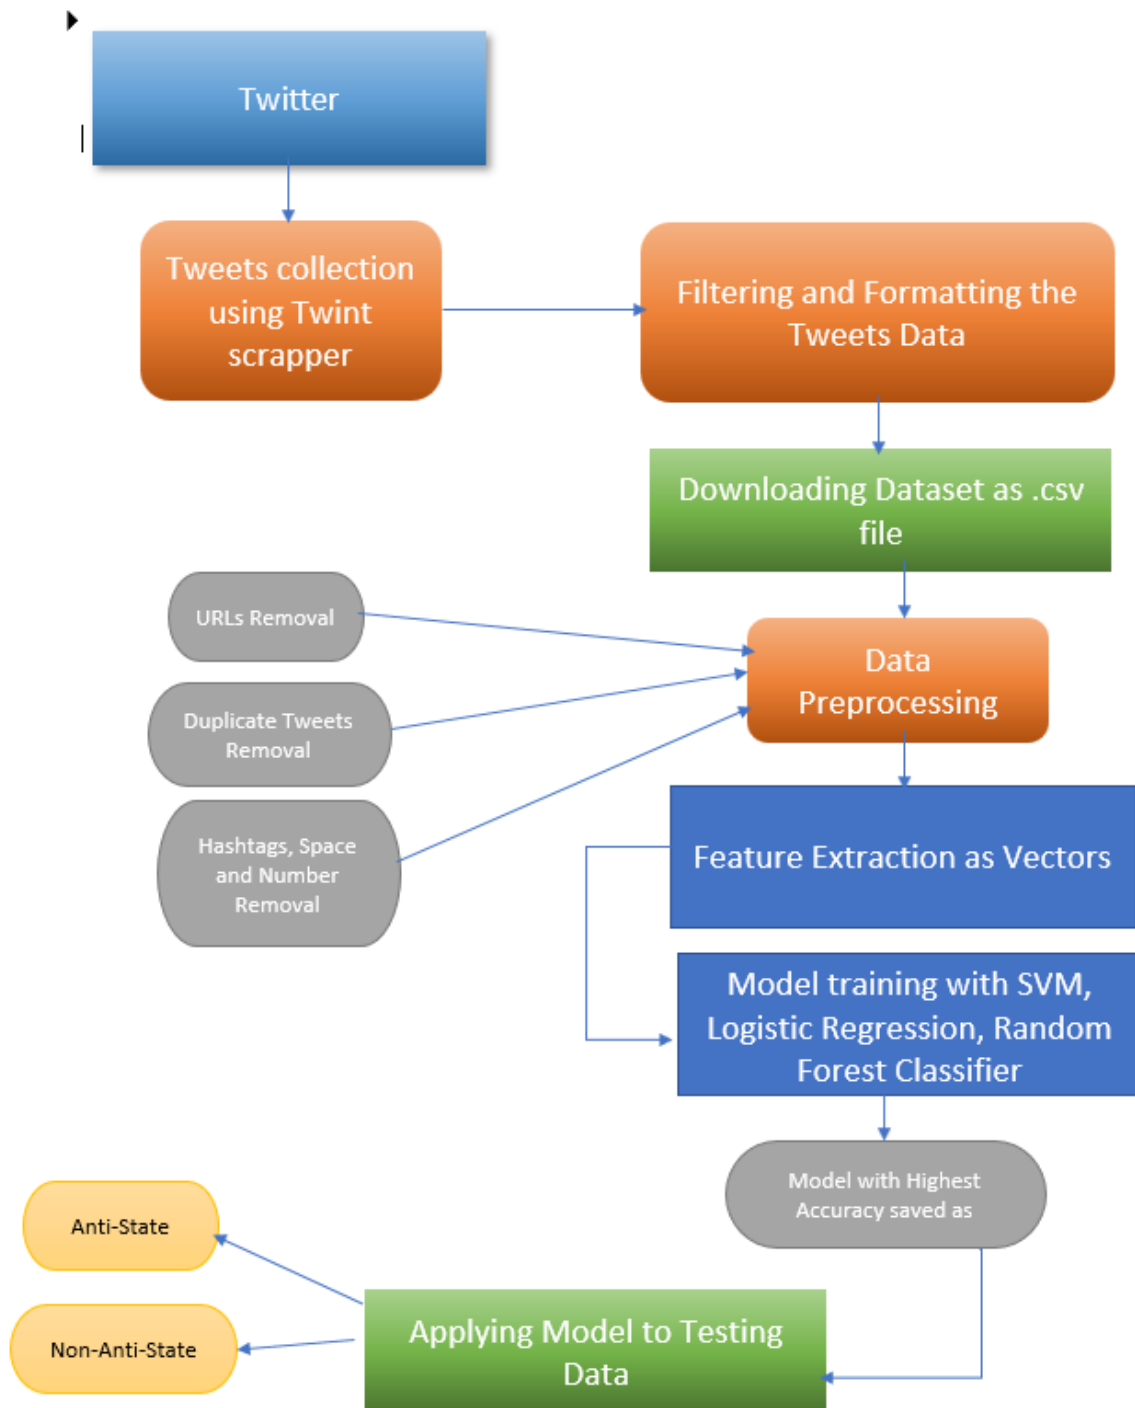 Twitter
Tweets collection
using Twint
scrapper
Filtering and Formatting the
Tweets Data
Downloading Dataset as .csv
file
URLs Removal
Data
Preprocessing
Duplicate Tweets
Removal
Hashtags, Space
and Number
Removal
Feature Extraction as Vectors
Model training with SVM,
Logistic Regression, Random
Forest Classifier
Model with Highest
Accuracy saved as
Anti-State
Non-Anti-State
Applying Model to Testing
Data